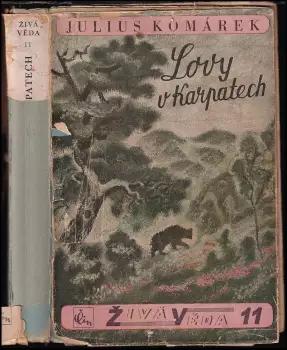 ŽIVÁ
VĚDA
11
PATECH
JULIUS KOMÁREK
Lovy
v Karpatech
ŽIVÁ VĚDA 11